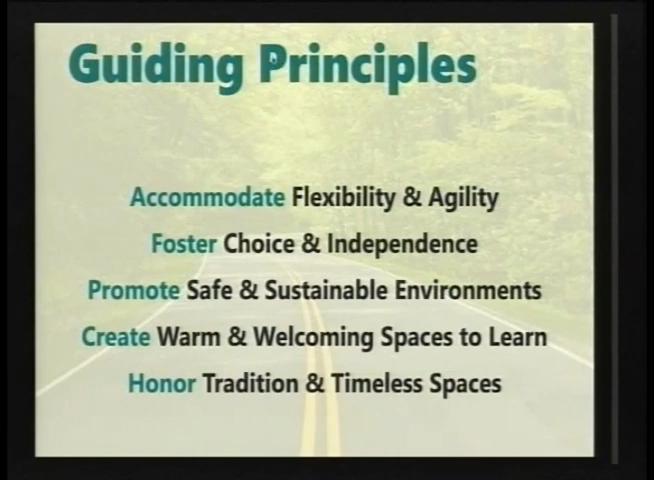 Guiding Principles
Accommodate Flexibility & Agility
Foster Choice & Independence
Promote Safe & Sustainable Environments
Create Warm & Welcoming Spaces to Learn
Honor Tradition & Timeless Spaces